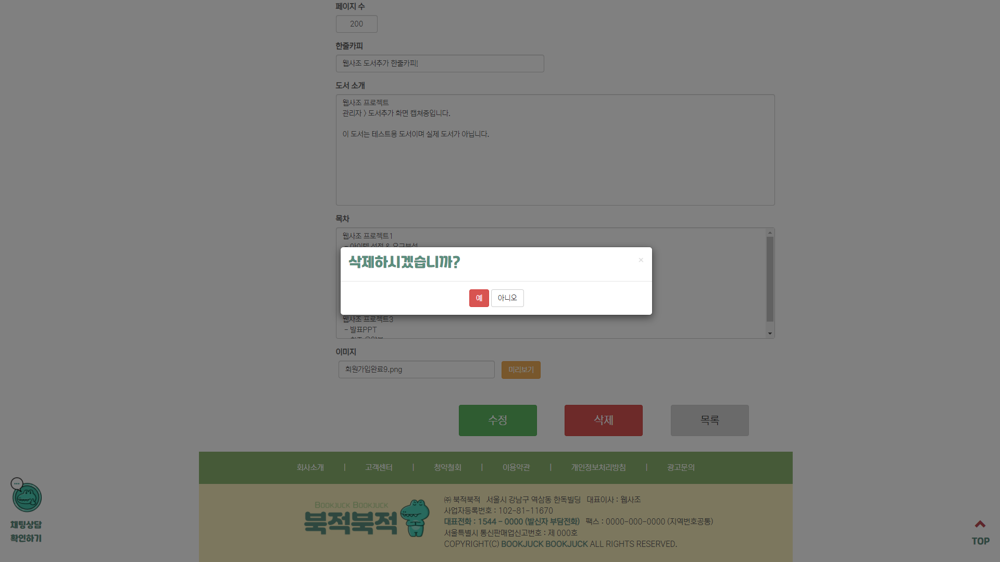 페이지 수
200
한줄카피
웹사조 도서추가 한줄카피!
도서 소개
웹사조 프로젝트
관리자 > 도서추가 화면 캡쳐중입니다.
이 도서는 테스트용 도서이며 실제 도서가 아닙니다.
목차
웹사조 프로젝트1
- 아이템 선정 & 요구분석
삭제하시겠습니까?
×
예
아니오
웹사조 프로젝트3
- 발표PPT
이미지
회원가입완료9.png
미리보기
수정
삭제
목록
회사소개 | 고객센터 | 청약철회 | 이용약관 | 개인정보처리방침 | 광고문의
BOOKJUCK BOOKJUCK
북적북적
㈜ 북적북적 서울시 강남구 역삼동 한독빌딩 대표이사 : 웹사조
사업자등록번호 : 102-81-11670
대표전화 : 1544 - 0000 (발신자 부담전화) 팩스 : 0000-000-0000 (지역번호공통)
서울특별시 통신판매업신고번호 : 제 000호
COPYRIGHT(C) BOOKJUCK BOOKJUCK ALL RIGHTS RESERVED.
채팅상담
확인하기
TOP